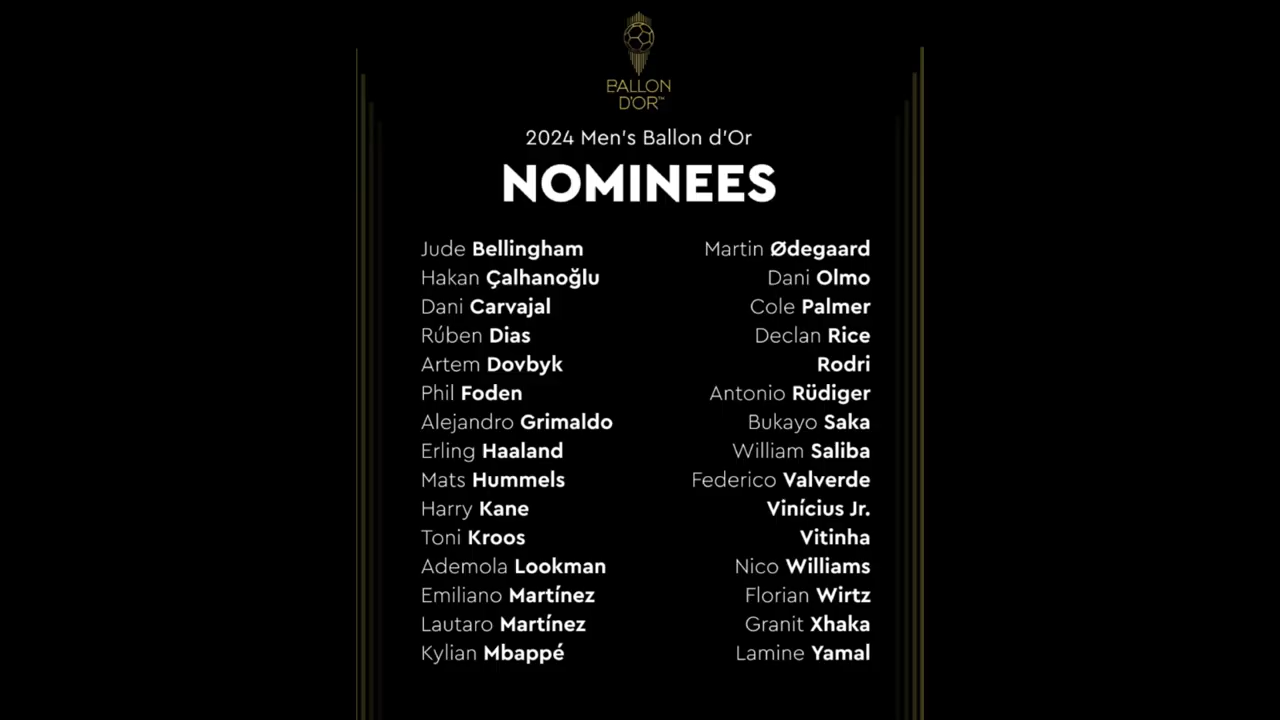 BALLON
D'OR™
2024 Men's Ballon d'Or
NOMINEES
Jude Bellingham
Hakan Çalhanoğlu
Dani Carvajal
Rúben Dias
Artem Dovbyk
Phil Foden
Alejandro Grimaldo
Erling Haaland
Mats Hummels
Harry Kane
Toni Kroos
Ademola Lookman
Emiliano Martínez
Lautaro Martínez
Kylian Mbappé
Martin Ødegaard
Dani Olmo
Cole Palmer
Declan Rice
Rodri
Antonio Rüdiger
Bukayo Saka
William Saliba
Federico Valverde
Vinícius Jr.
Vitinha
Nico Williams
Florian Wirtz
Granit Xhaka
Lamine Yamal